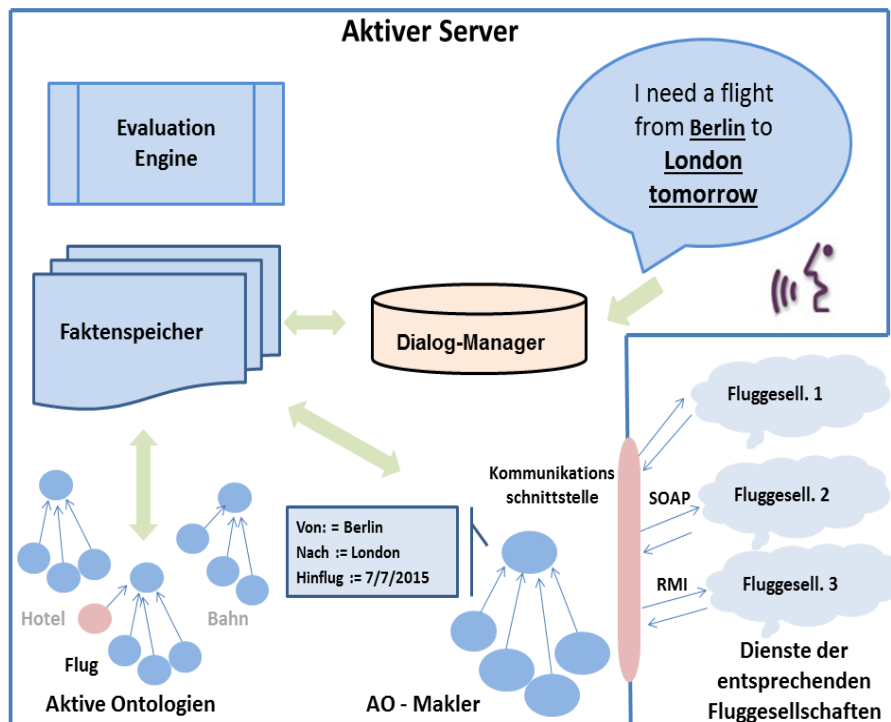 Aktiver Server
Evaluation
Engine
I need a flight
from Berlin to
London
tomorrow
Faktenspeicher
Dialog-Manager
Fluggesell. 1
Kommunikations
schnittstelle
SOAP
Fluggesell. 2
Von: = Berlin
Nach := London
Hinflug := 7/7/2015
RMI
Fluggesell. 3
Hotel
Bahn
Flug
Aktive Ontologien
AO - Makler
Dienste der
entsprechenden
Fluggesellschaften